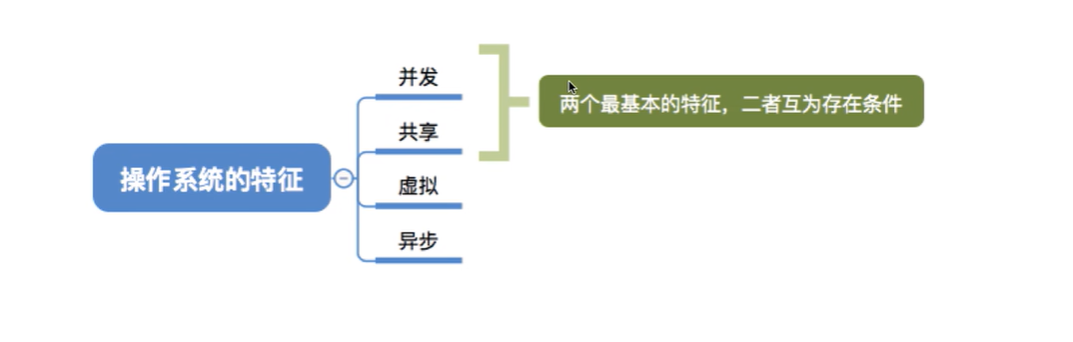 操作系统的特征
并发
共享
虚拟
异步
两个最基本的特征，二者互为存在条件